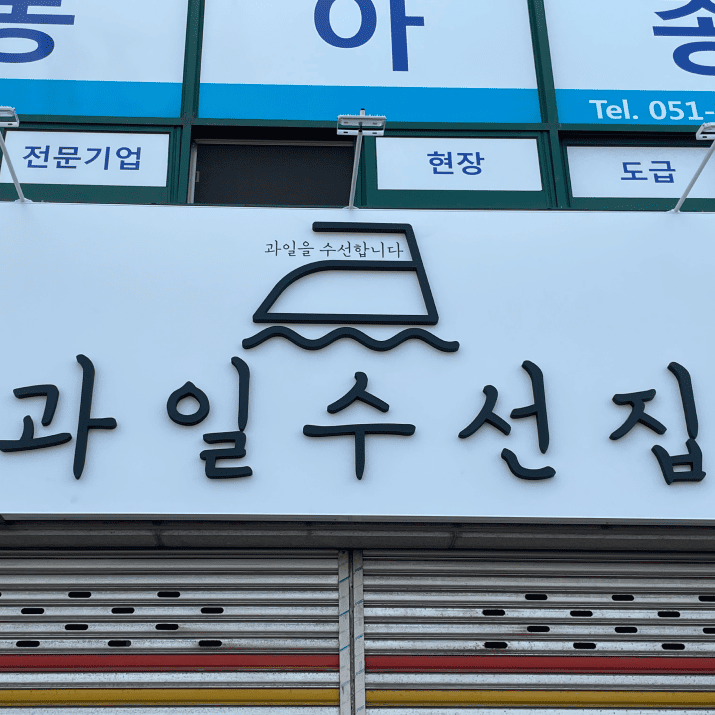 아
Tel. 051-
전문기업 현장 도급
과일을 수선합니다
과일수선집